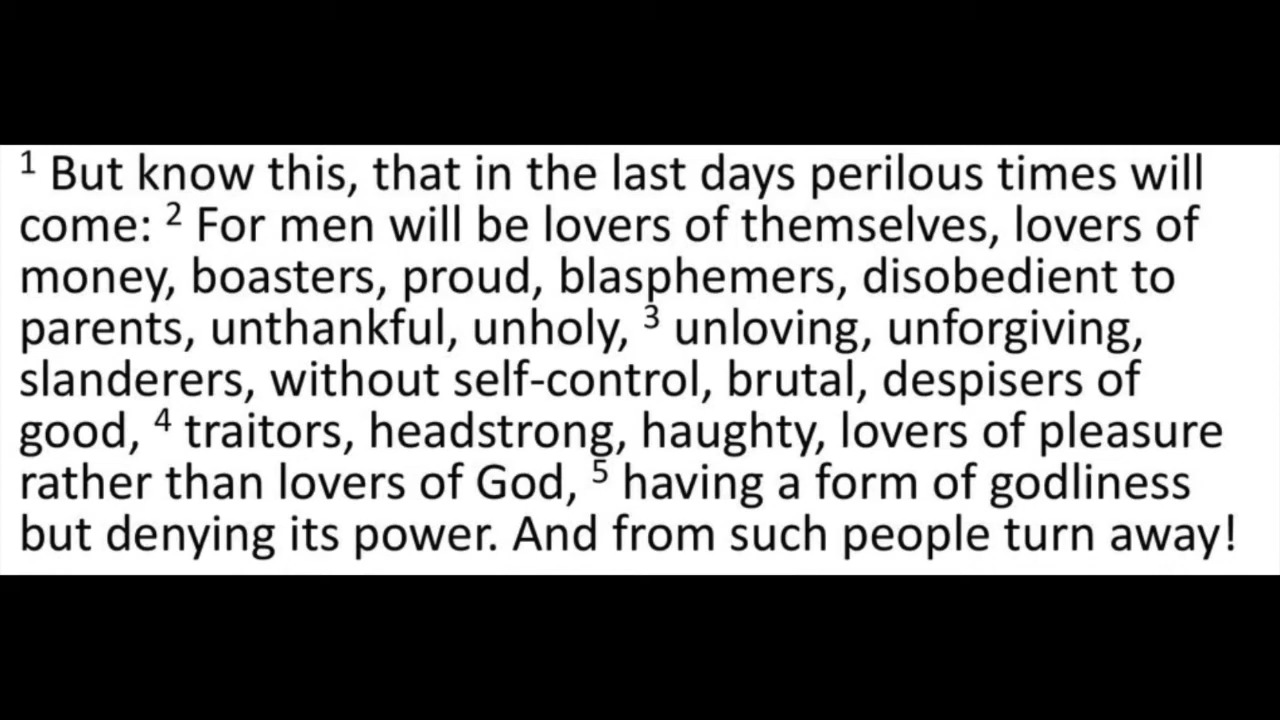 1 But know this, that in the last days perilous times will
come: 2 For men will be lovers of themselves, lovers of
money, boasters, proud, blasphemers, disobedient to
parents, unthankful, unholy, 3 unloving, unforgiving,
slanderers, without self-control, brutal, despisers of
good, 4 traitors, headstrong, haughty, lovers of pleasure
rather than lovers of God, 5 having a form of godliness
but denying its power. And from such people turn away!